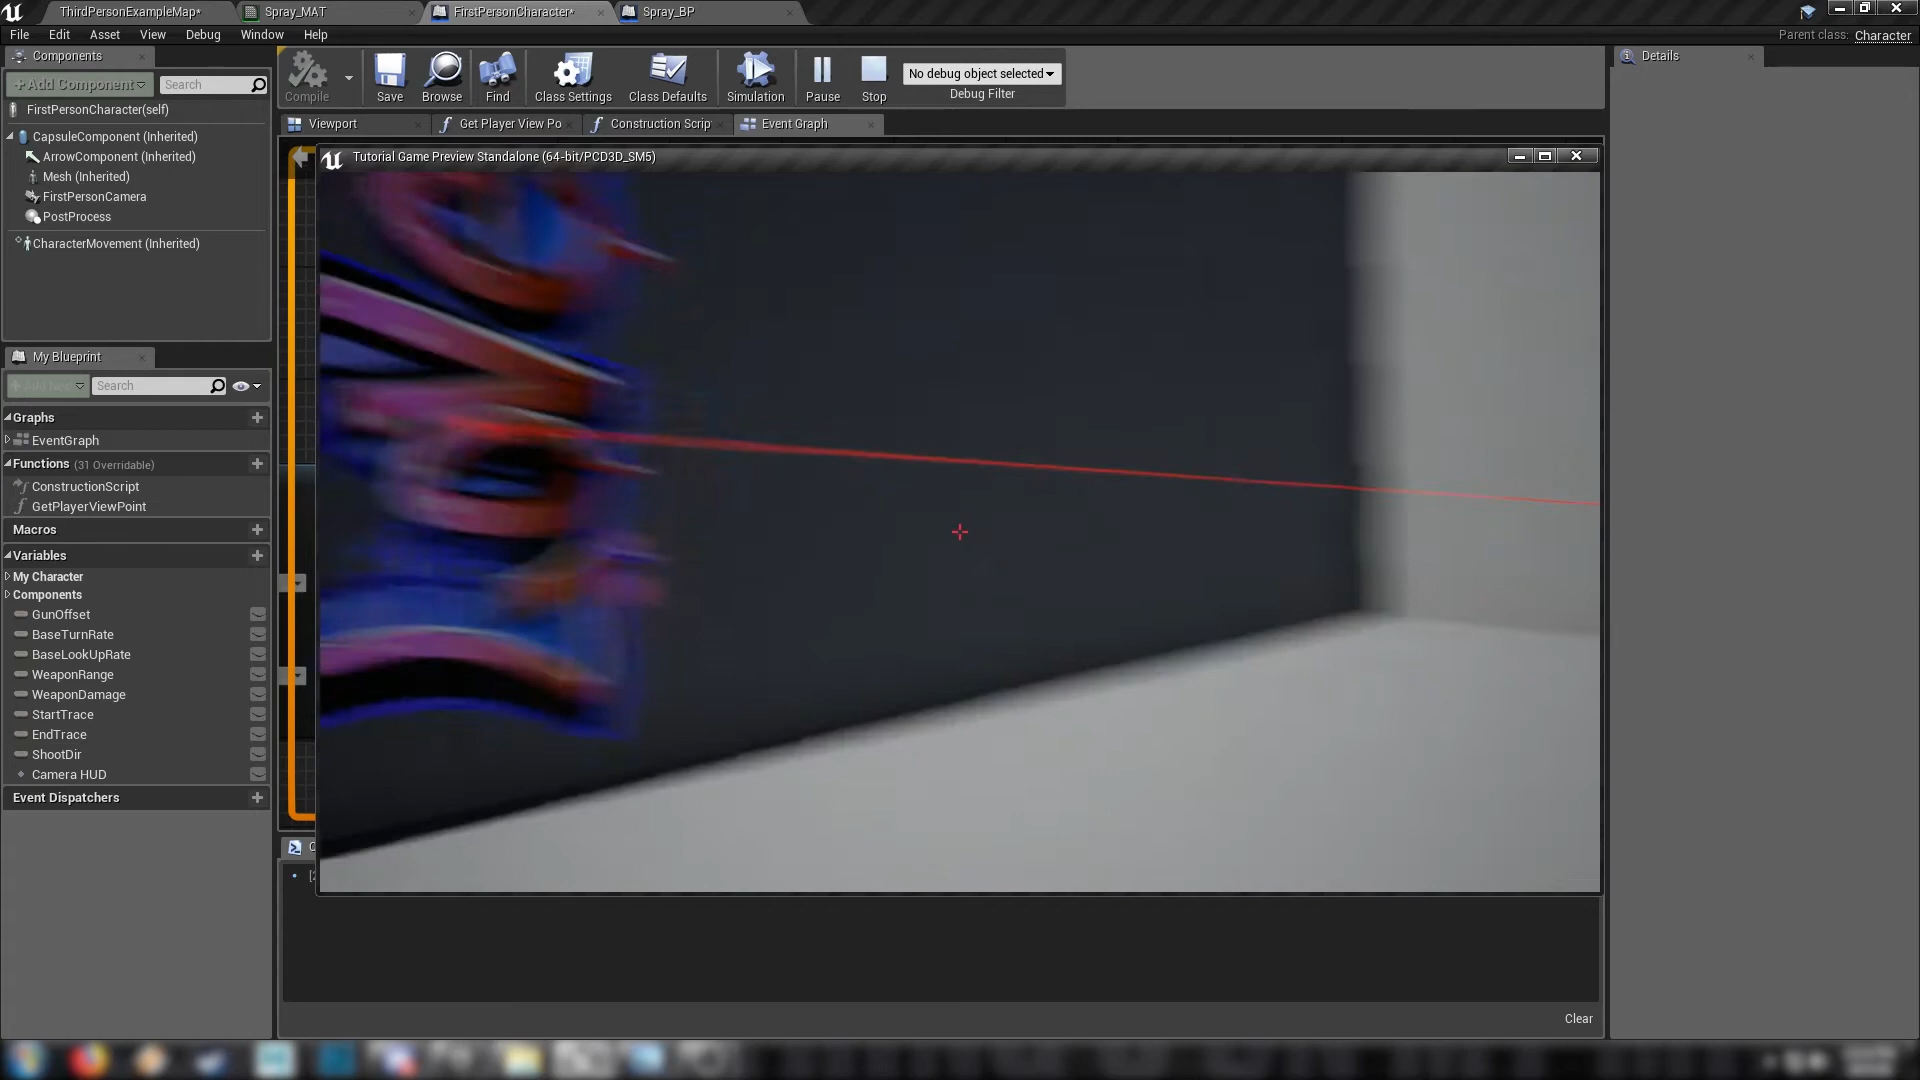 ThirdPersonExampleMap*
Spray_MAT
FirstPersonCharacter*
Spray_BP
File Edit Asset View Debug Window Help
Parent class: Character
Components
+Add Component
Search
FirstPersonCharacter(self)
CapsuleComponent (Inherited)
ArrowComponent (Inherited)
Mesh (Inherited)
FirstPersonCamera
PostProcess
CharacterMovement (Inherited)
Compile
Save
Browse
Find
Class Settings
Class Defaults
Simulation
Pause
Stop
No debug object selected
Debug Filter
Details
Viewport
Get Player View Po
Construction Scrip
Event Graph
Tutorial Game Preview Standalone (64-bit/PCD3D_SM5)
My Blueprint
Search
Graphs
EventGraph
Functions (31 Overridable)
ConstructionScript
GetPlayerViewPoint
Macros
Variables
My Character
Components
GunOffset
BaseTurnRate
BaseLookUpRate
WeaponRange
WeaponDamage
StartTrace
EndTrace
ShootDir
Camera HUD
Event Dispatchers
Clear